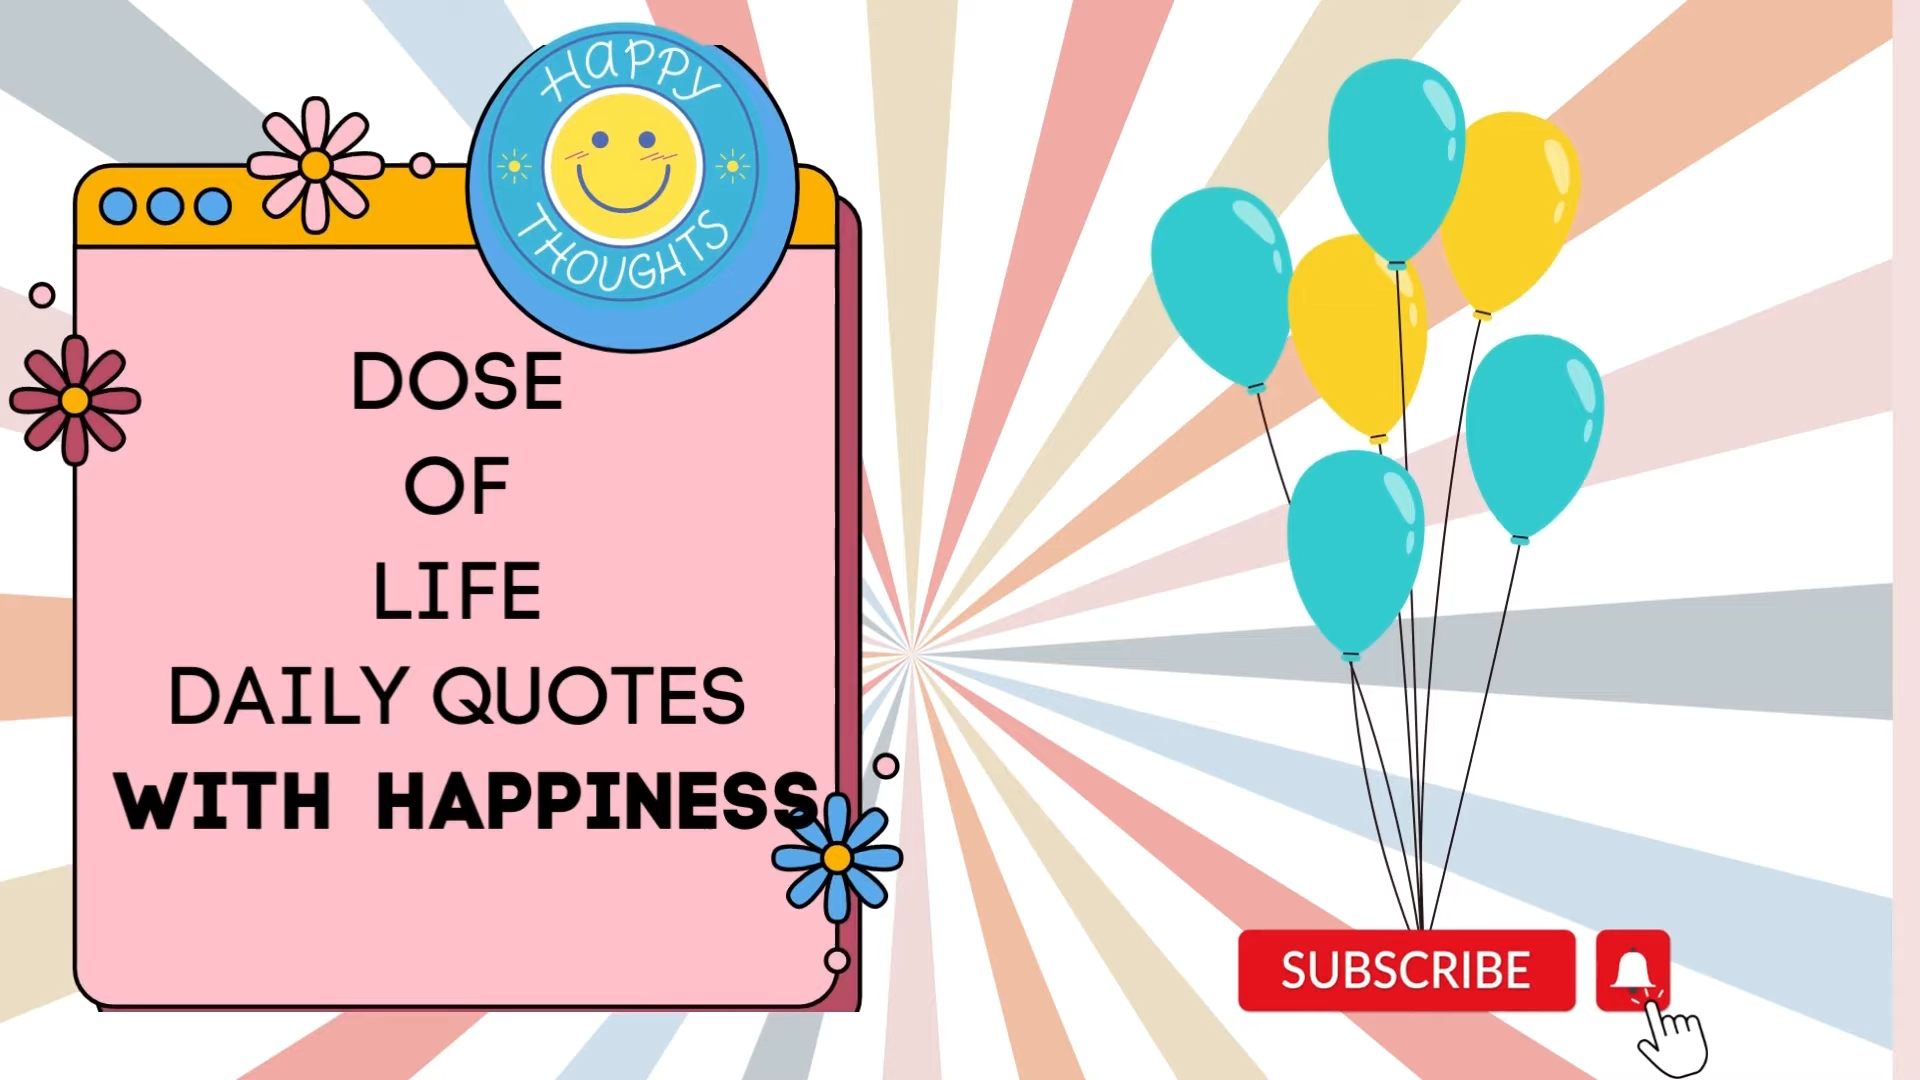 HAPPY
THOUGHTS
DOSE
OF
LIFE
DAILY QUOTES
WITH HAPPINESS
SUBSCRIBE